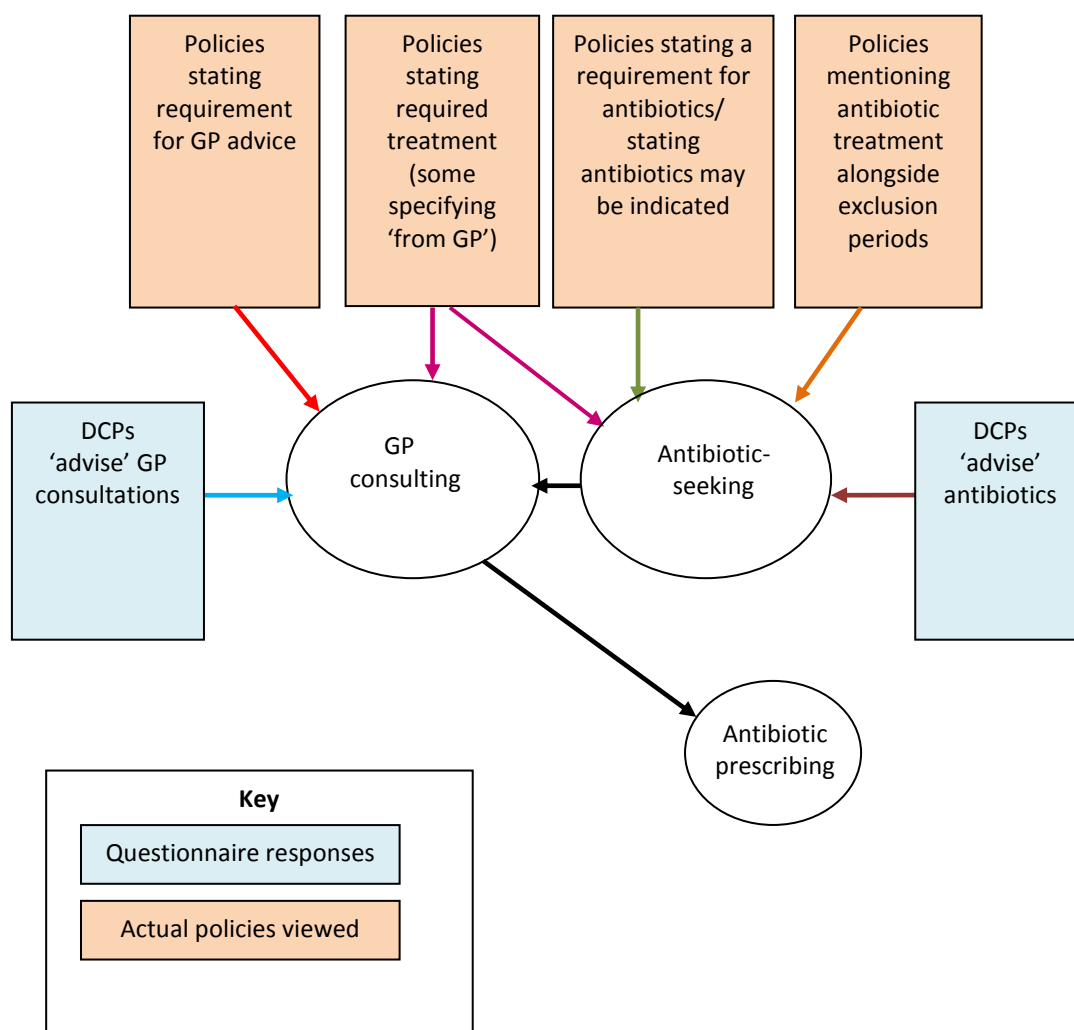 Policies
stating
requirement
for GP advice
Policies
stating
required
treatment
(some
specifying
‘from GP’)
Policies stating a
requirement for
antibiotics/
stating
antibiotics may
be indicated
Policies
mentioning
antibiotic
treatment
alongside
exclusion
periods
DCPs
‘advise’ GP
consultations
GP
consulting
Antibiotic-
seeking
DCPs
‘advise’
antibiotics
Antibiotic
prescribing
Key
Questionnaire responses
Actual policies viewed